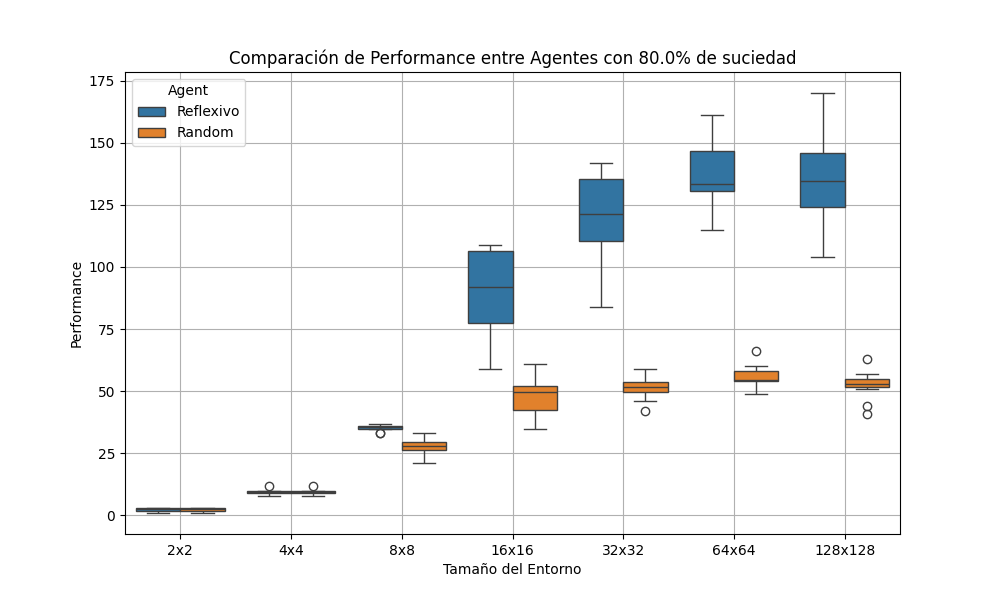 Comparación de Performance entre Agentes con 80.0% de suciedad
Agent
Reflexivo
Random
Performance
175
150
125
100
75
50
25
0
2x2
4x4
8x8
16x16
32x32
64x64
128x128
Tamaño del Entorno